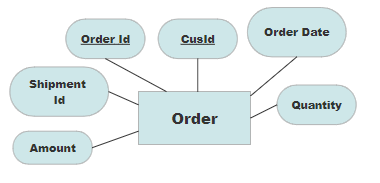 Order Id
CusId
Order Date
Shipment
Id
Quantity
Order
Amount